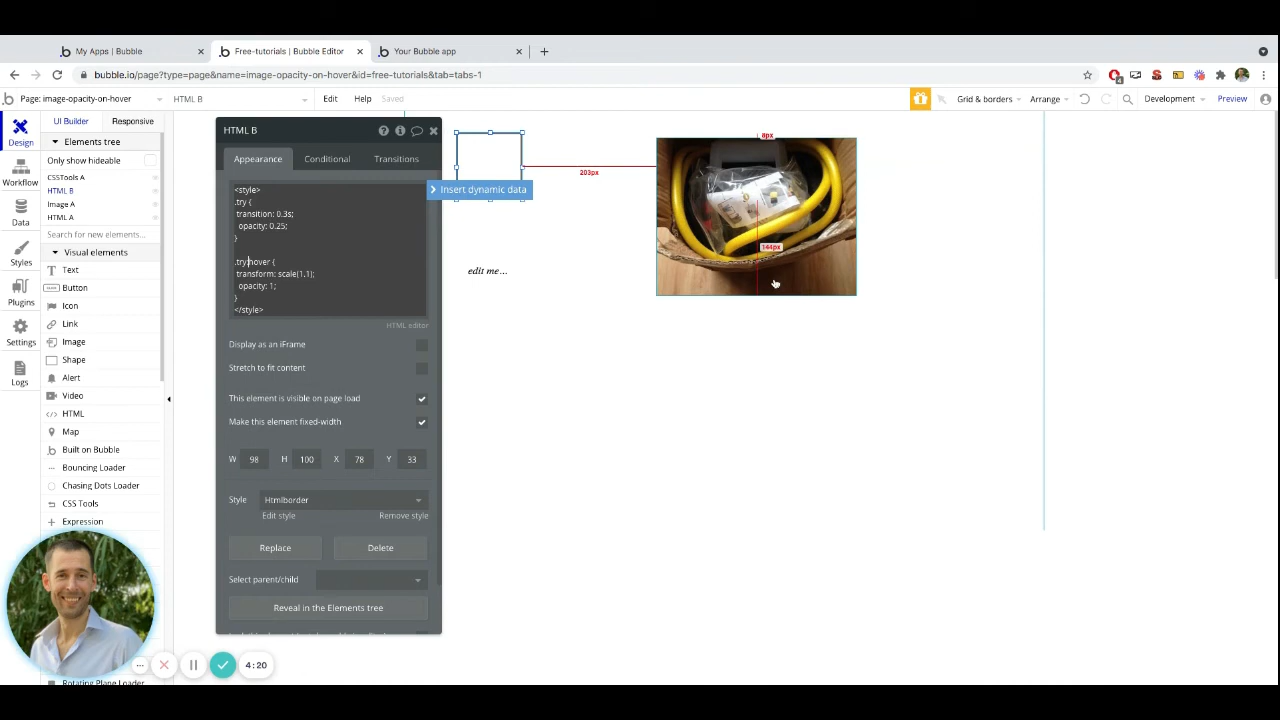 My Apps | Bubble
Free-tutorials | Bubble Editor
Your Bubble app
bubble.io/page?type=page&name=image-opacity-on-hover&id=free-tutorials&tab=tabs-1
Page: image-opacity-on-hover
HTML B
Edit
Help
Saved
Grid & borders
Arrange
Development
Preview
Design
Workflow
Data
Styles
Plugins
Settings
Logs
UI Builder
Responsive
Elements tree
Only show hideable
CSSTools A
HTML B
Image A
HTML A
Search for new elements...
Visual elements
Text
Button
Icon
Link
Image
Shape
Alert
Video
HTML
Map
Built on Bubble
Bouncing Loader
Chasing Dots Loader
CSS Tools
Expression
Rotating Plane Loader
HTML B
Appearance
Conditional
Transitions
<style>
.try {
transition: 0.3s;
opacity: 0.25;
}
.try:hover {
transform: scale(1.1);
opacity: 1;
}
</style>
Insert dynamic data
HTML editor
Display as an iFrame
Stretch to fit content
This element is visible on page load
Make this element fixed-width
W 98 H 100 X 78 Y 33
Style Htmlborder
Edit style
Remove style
Replace
Delete
Select parent/child
Reveal in the Elements tree
203px
8px
144px
edit me...
4:20